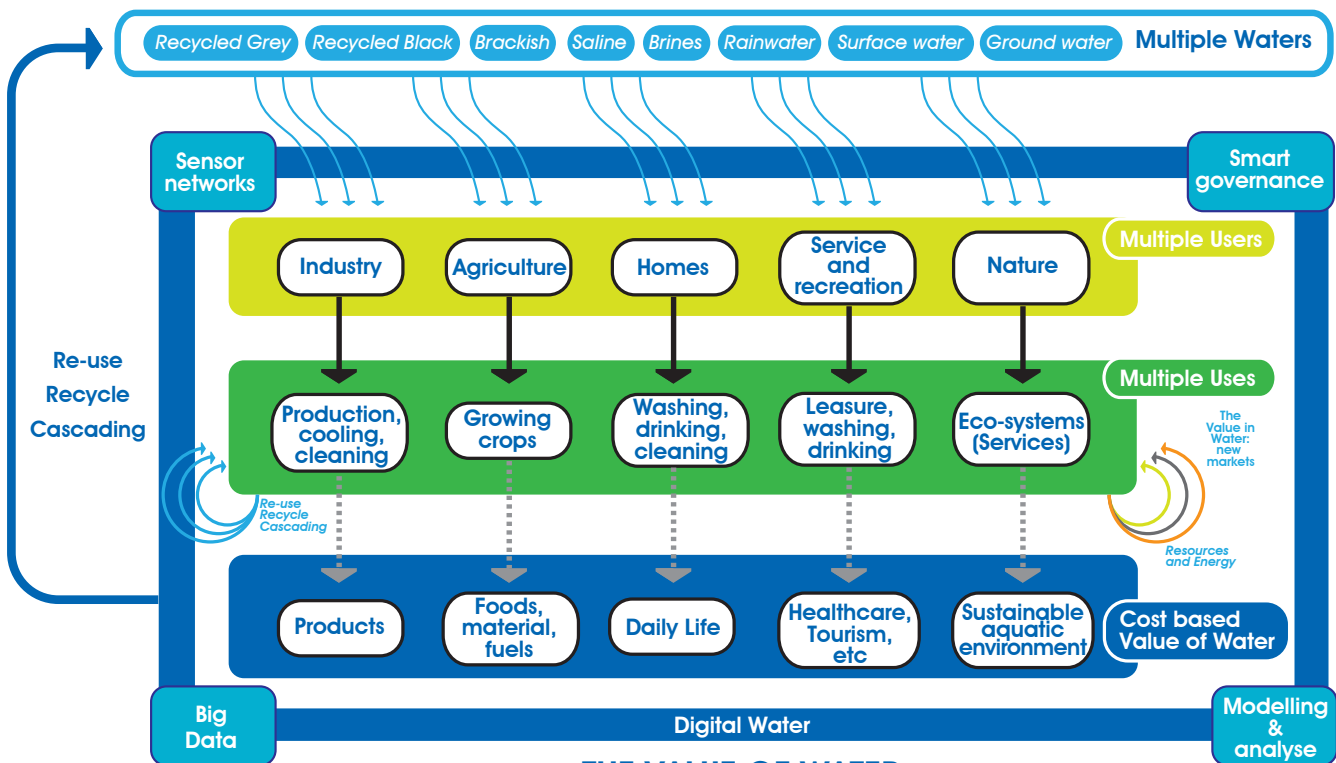 Recycled Grey
Recycled Black
Brackish
Saline
Brines
Rainwater
Surface water
Ground water
Multiple Waters
Sensor
networks
Smart
governance
Multiple Users
Industry
Agriculture
Homes
Service
and
recreation
Nature
Re-use
Recycle
Cascading
Multiple Uses
Production,
cooling,
cleaning
Growing
crops
Washing,
drinking,
cleaning
Leasure,
washing,
drinking
Eco-systems
(Services)
The
Value in
Water:
new
markets
Re-use
Recycle
Cascading
Resources
and Energy
Products
Foods,
material,
fuels
Daily Life
Healthcare,
Tourism,
etc
Sustainable
aquatic
environment
Cost based
Value of Water
Big
Data
Digital Water
Modelling
&
analyse
THE VALUE OF WATER